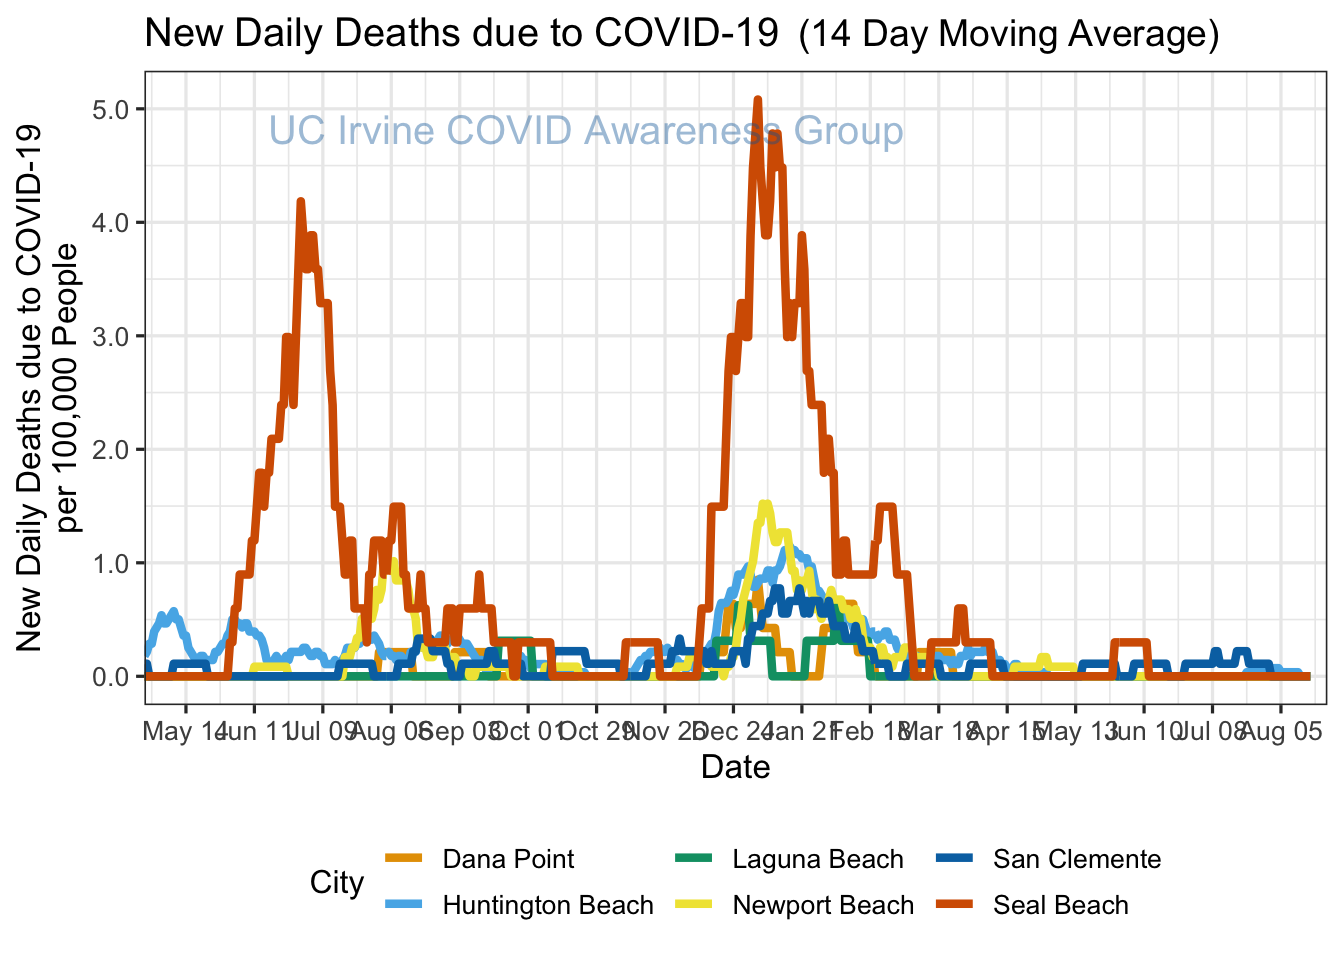 New Daily Deaths due to COVID-19 (14 Day Moving Average)
UC Irvine COVID Awareness Group
New Daily Deaths due to COVID-19
per 100,000 People
5.0
4.0
3.0
2.0
1.0
0.0
May 14 Jun 11 Jul 09 Aug 06 Sep 03 Oct 01 Oct 29 Nov 26 Dec 24 Jan 21 Feb 18 Mar 18 Apr 15 May 13 Jun 10 Jul 08 Aug 05
Date
City
Dana Point Laguna Beach San Clemente
Huntington Beach Newport Beach Seal Beach